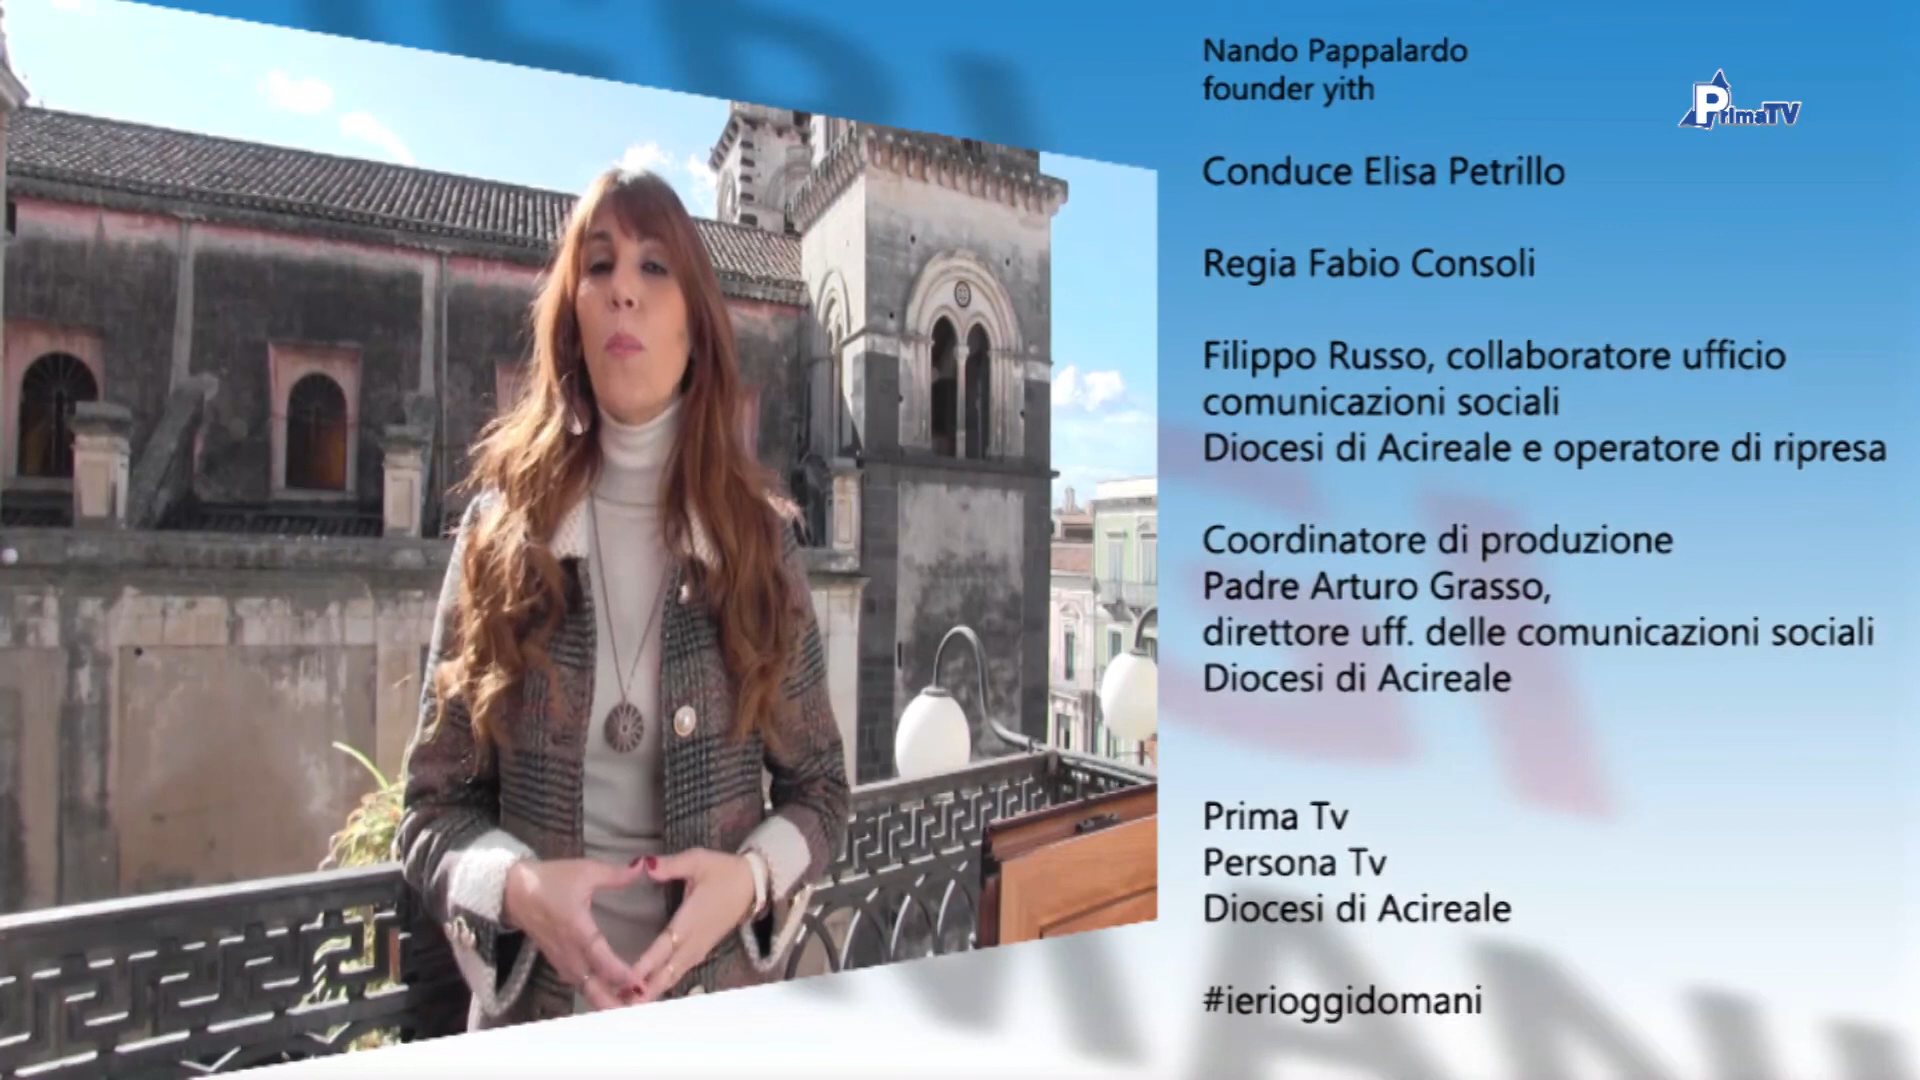 Nando Pappalardo
founder yith
PrimaTV
Conduce Elisa Petrillo
Regia Fabio Consoli
Filippo Russo, collaboratore ufficio
comunicazioni sociali
Diocesi di Acireale e operatore di ripresa
Coordinatore di produzione
Padre Arturo Grasso,
direttore uff. delle comunicazioni sociali
Diocesi di Acireale
Prima Tv
Persona Tv
Diocesi di Acireale
#ierioggidomani